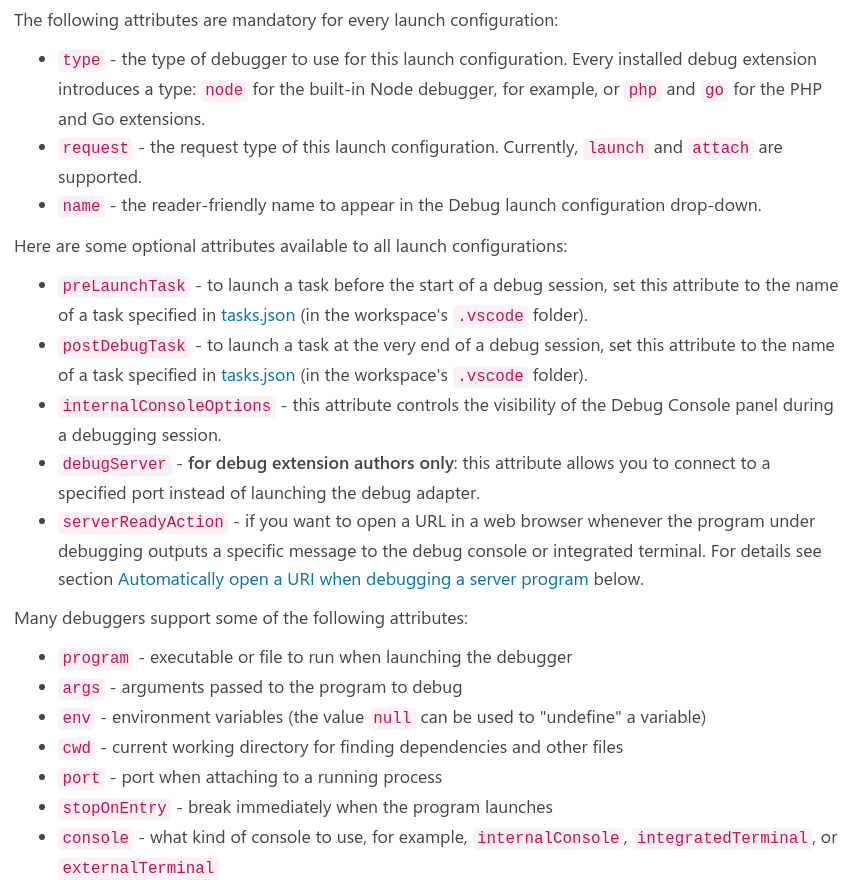 The following attributes are mandatory for every launch configuration:
• type - the type of debugger to use for this launch configuration. Every installed debug extension
introduces a type: node for the built-in Node debugger, for example, or php and go for the PHP
and Go extensions.
• request - the request type of this launch configuration. Currently, launch and attach are
supported.
• name - the reader-friendly name to appear in the Debug launch configuration drop-down.
Here are some optional attributes available to all launch configurations:
• preLaunchTask - to launch a task before the start of a debug session, set this attribute to the name
of a task specified in tasks.json (in the workspace's .vscode folder).
• postDebugTask - to launch a task at the very end of a debug session, set this attribute to the name
of a task specified in tasks.json (in the workspace's .vscode folder).
• internalConsoleOptions - this attribute controls the visibility of the Debug Console panel during
a debugging session.
• debugServer - for debug extension authors only: this attribute allows you to connect to a
specified port instead of launching the debug adapter.
• serverReadyAction - if you want to open a URL in a web browser whenever the program under
debugging outputs a specific message to the debug console or integrated terminal. For details see
section Automatically open a URI when debugging a server program below.
Many debuggers support some of the following attributes:
• program - executable or file to run when launching the debugger
• args - arguments passed to the program to debug
• env - environment variables (the value null can be used to "undefine" a variable)
• cwd - current working directory for finding dependencies and other files
• port - port when attaching to a running process
• stopOnEntry - break immediately when the program launches
• console - what kind of console to use, for example, internalConsole, integratedTerminal, or
externalTerminal